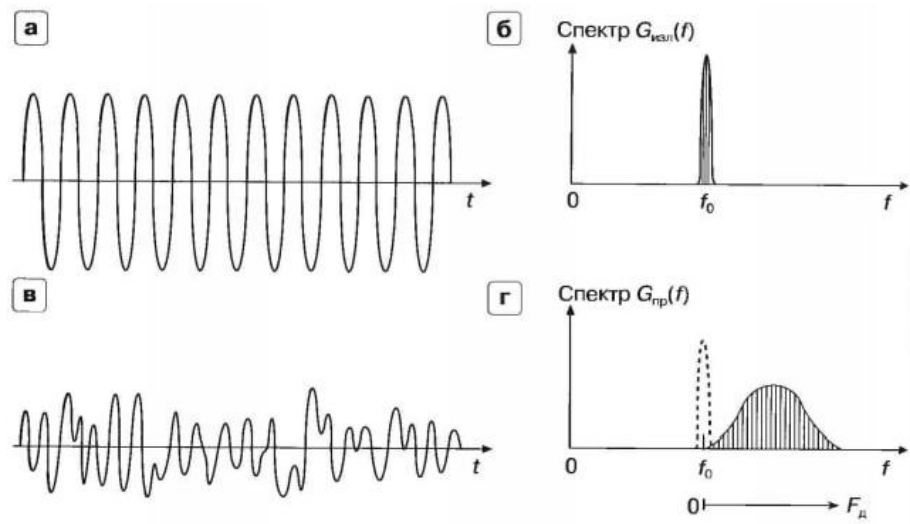 а
t
б
Спектр Gизл(f)
0 f₀ f
в
t
г
Спектр Gпр(f)
0 f₀ f
0 Fд